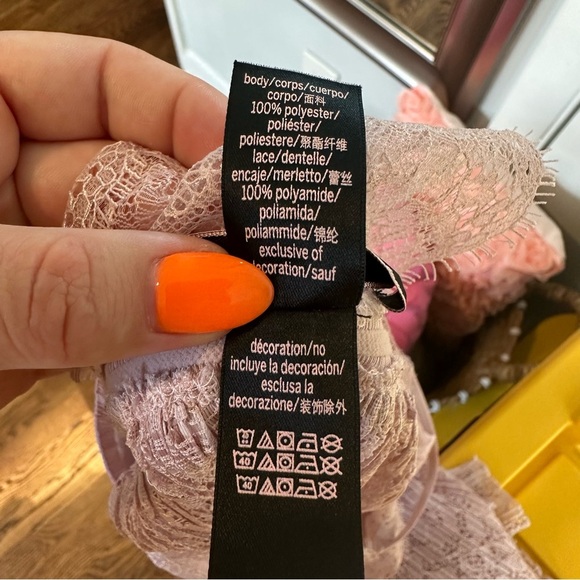 body/corps/cuerpo/
corpo/面料
100% polyester/
poliéster/
poliestere/聚酯纤维
lace/dentelle/
encaje/merletto/蕾丝
100% polyamide/
poliamida/
poliammide/锦纶
exclusive of
decoration/sauf
décoration/no
incluye la decoración/
esclusa la
decorazione/装饰除外
40
40